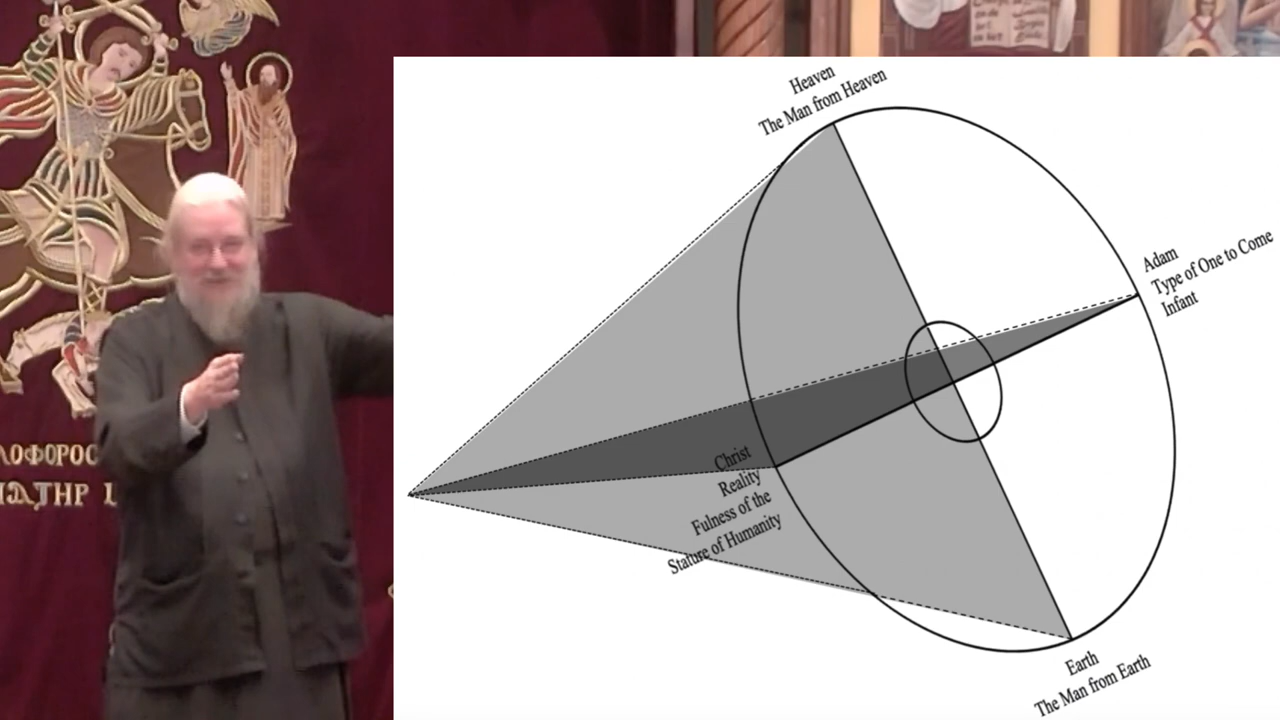 ⲖⲞⲪⲞⲢⲞⲤ
Heaven
The Man from Heaven
Adam
Type of One to Come
Infant
Christ
Reality
Fulness of the
Stature of Humanity
Earth
The Man from Earth